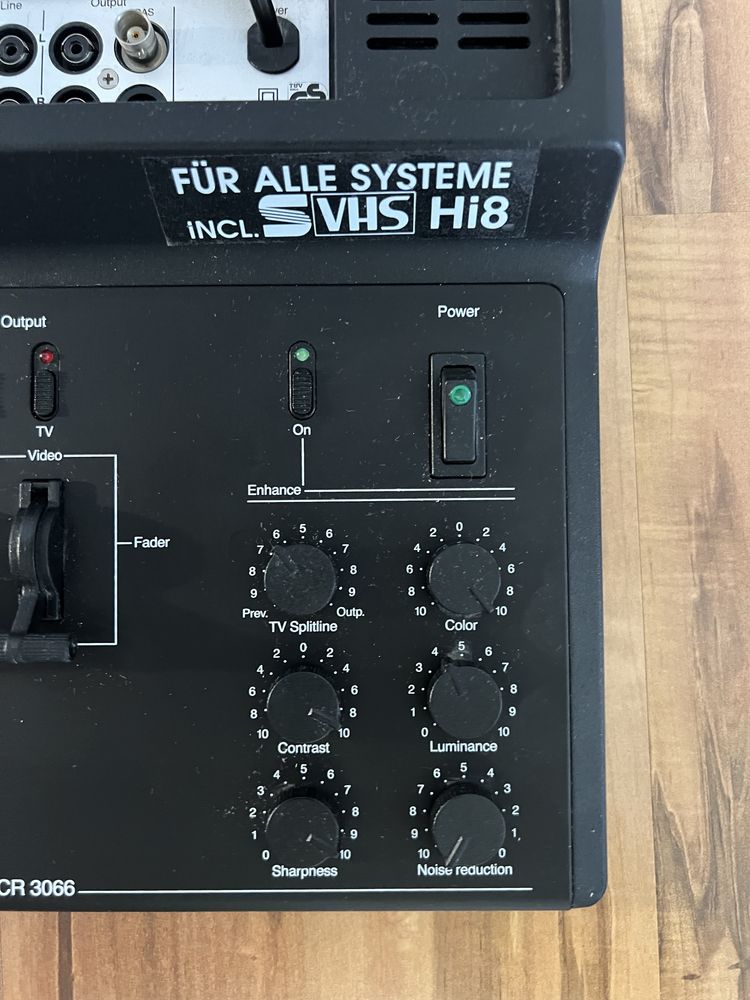 Line
Output
L
R
TÜV
GS
FÜR ALLE SYSTEME
iNCL. S VHS Hi8
Output
Power
TV
On
Video
Enhance
Fader
9 8 7 6 5 6 7 8 9
Prev. Outp.
TV Splitline
10 8 6 4 2 0 2 4 6 8 10
Color
10 8 6 4 2 0 2 4 6 8 10
Contrast
0 1 2 3 4 5 6 7 8 9 10
Luminance
0 1 2 3 4 5 6 7 8 9 10
Sharpness
10 9 8 7 6 5 4 3 2 1 0
Noise reduction
CR 3066